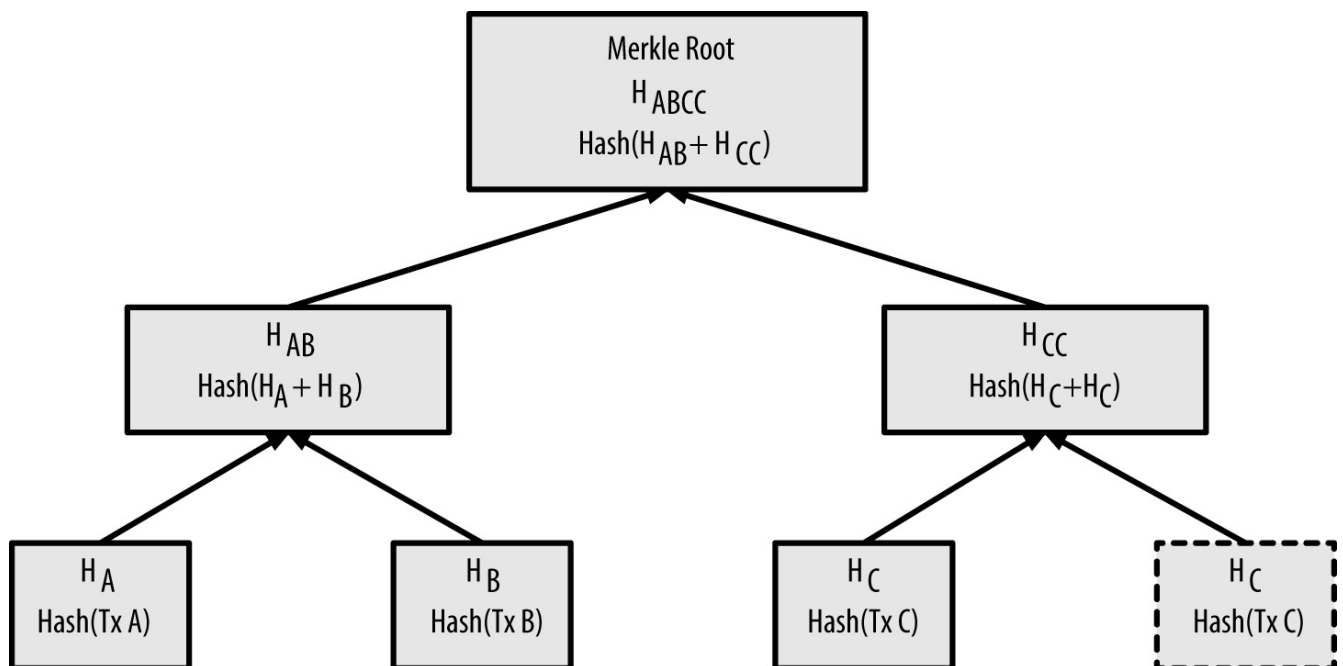 Merkle Root
H ABCC
Hash(H AB + H CC)
H AB
Hash(H A + H B)
H CC
Hash(H C+H C)
H A
Hash(Tx A)
H B
Hash(Tx B)
H C
Hash(Tx C)
H C
Hash(Tx C)